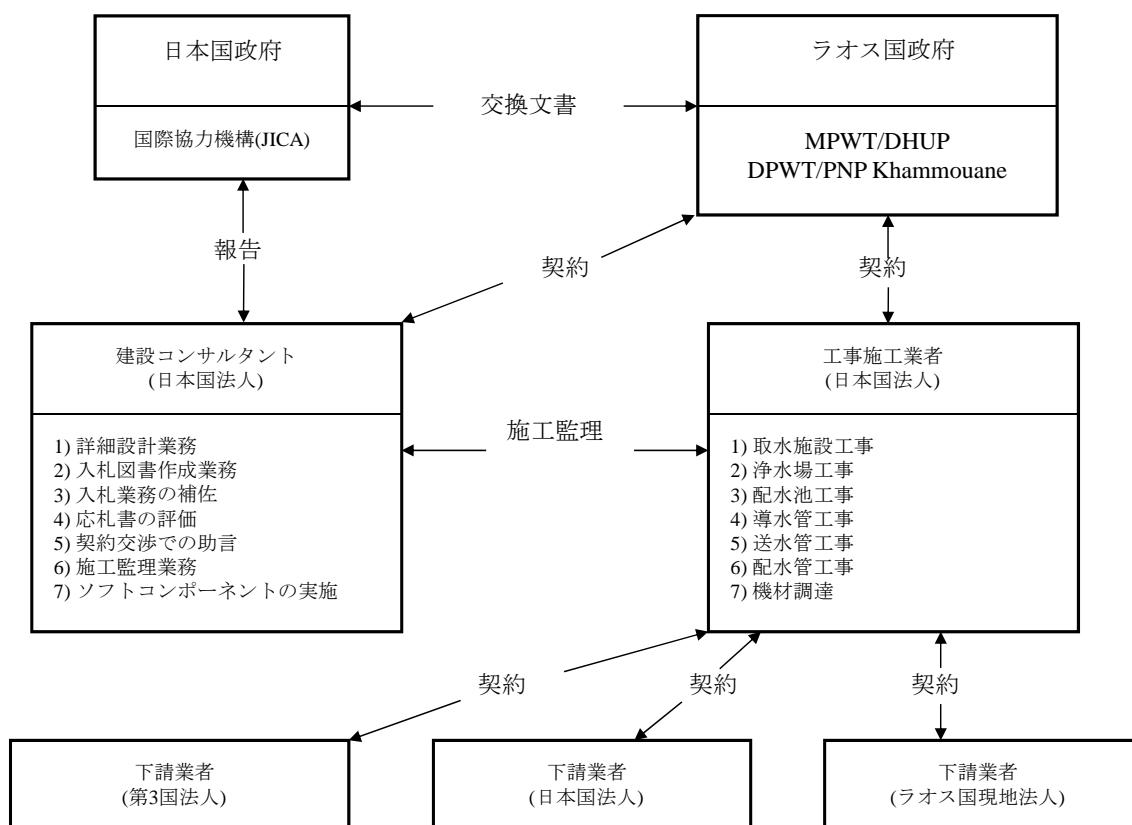 日本国政府
国際協力機構(JICA)
交換文書
ラオス国政府
MPWT/DHUP
DPWT/PNP Khammouane
報告
契約
契約
建設コンサルタント
(日本国法人)
1) 詳細設計業務
2) 入札図書作成業務
3) 入札業務の補佐
4) 応札書の評価
5) 契約交渉での助言
6) 施工監理業務
7) ソフトコンポーネントの実施
施工監理
工事施工業者
(日本国法人)
1) 取水施設工事
2) 浄水場工事
3) 配水池工事
4) 導水管工事
5) 送水管工事
6) 配水管工事
7) 機材調達
契約
契約
契約
下請業者
(第3国法人)
下請業者
(日本国法人)
下請業者
(ラオス国現地法人)